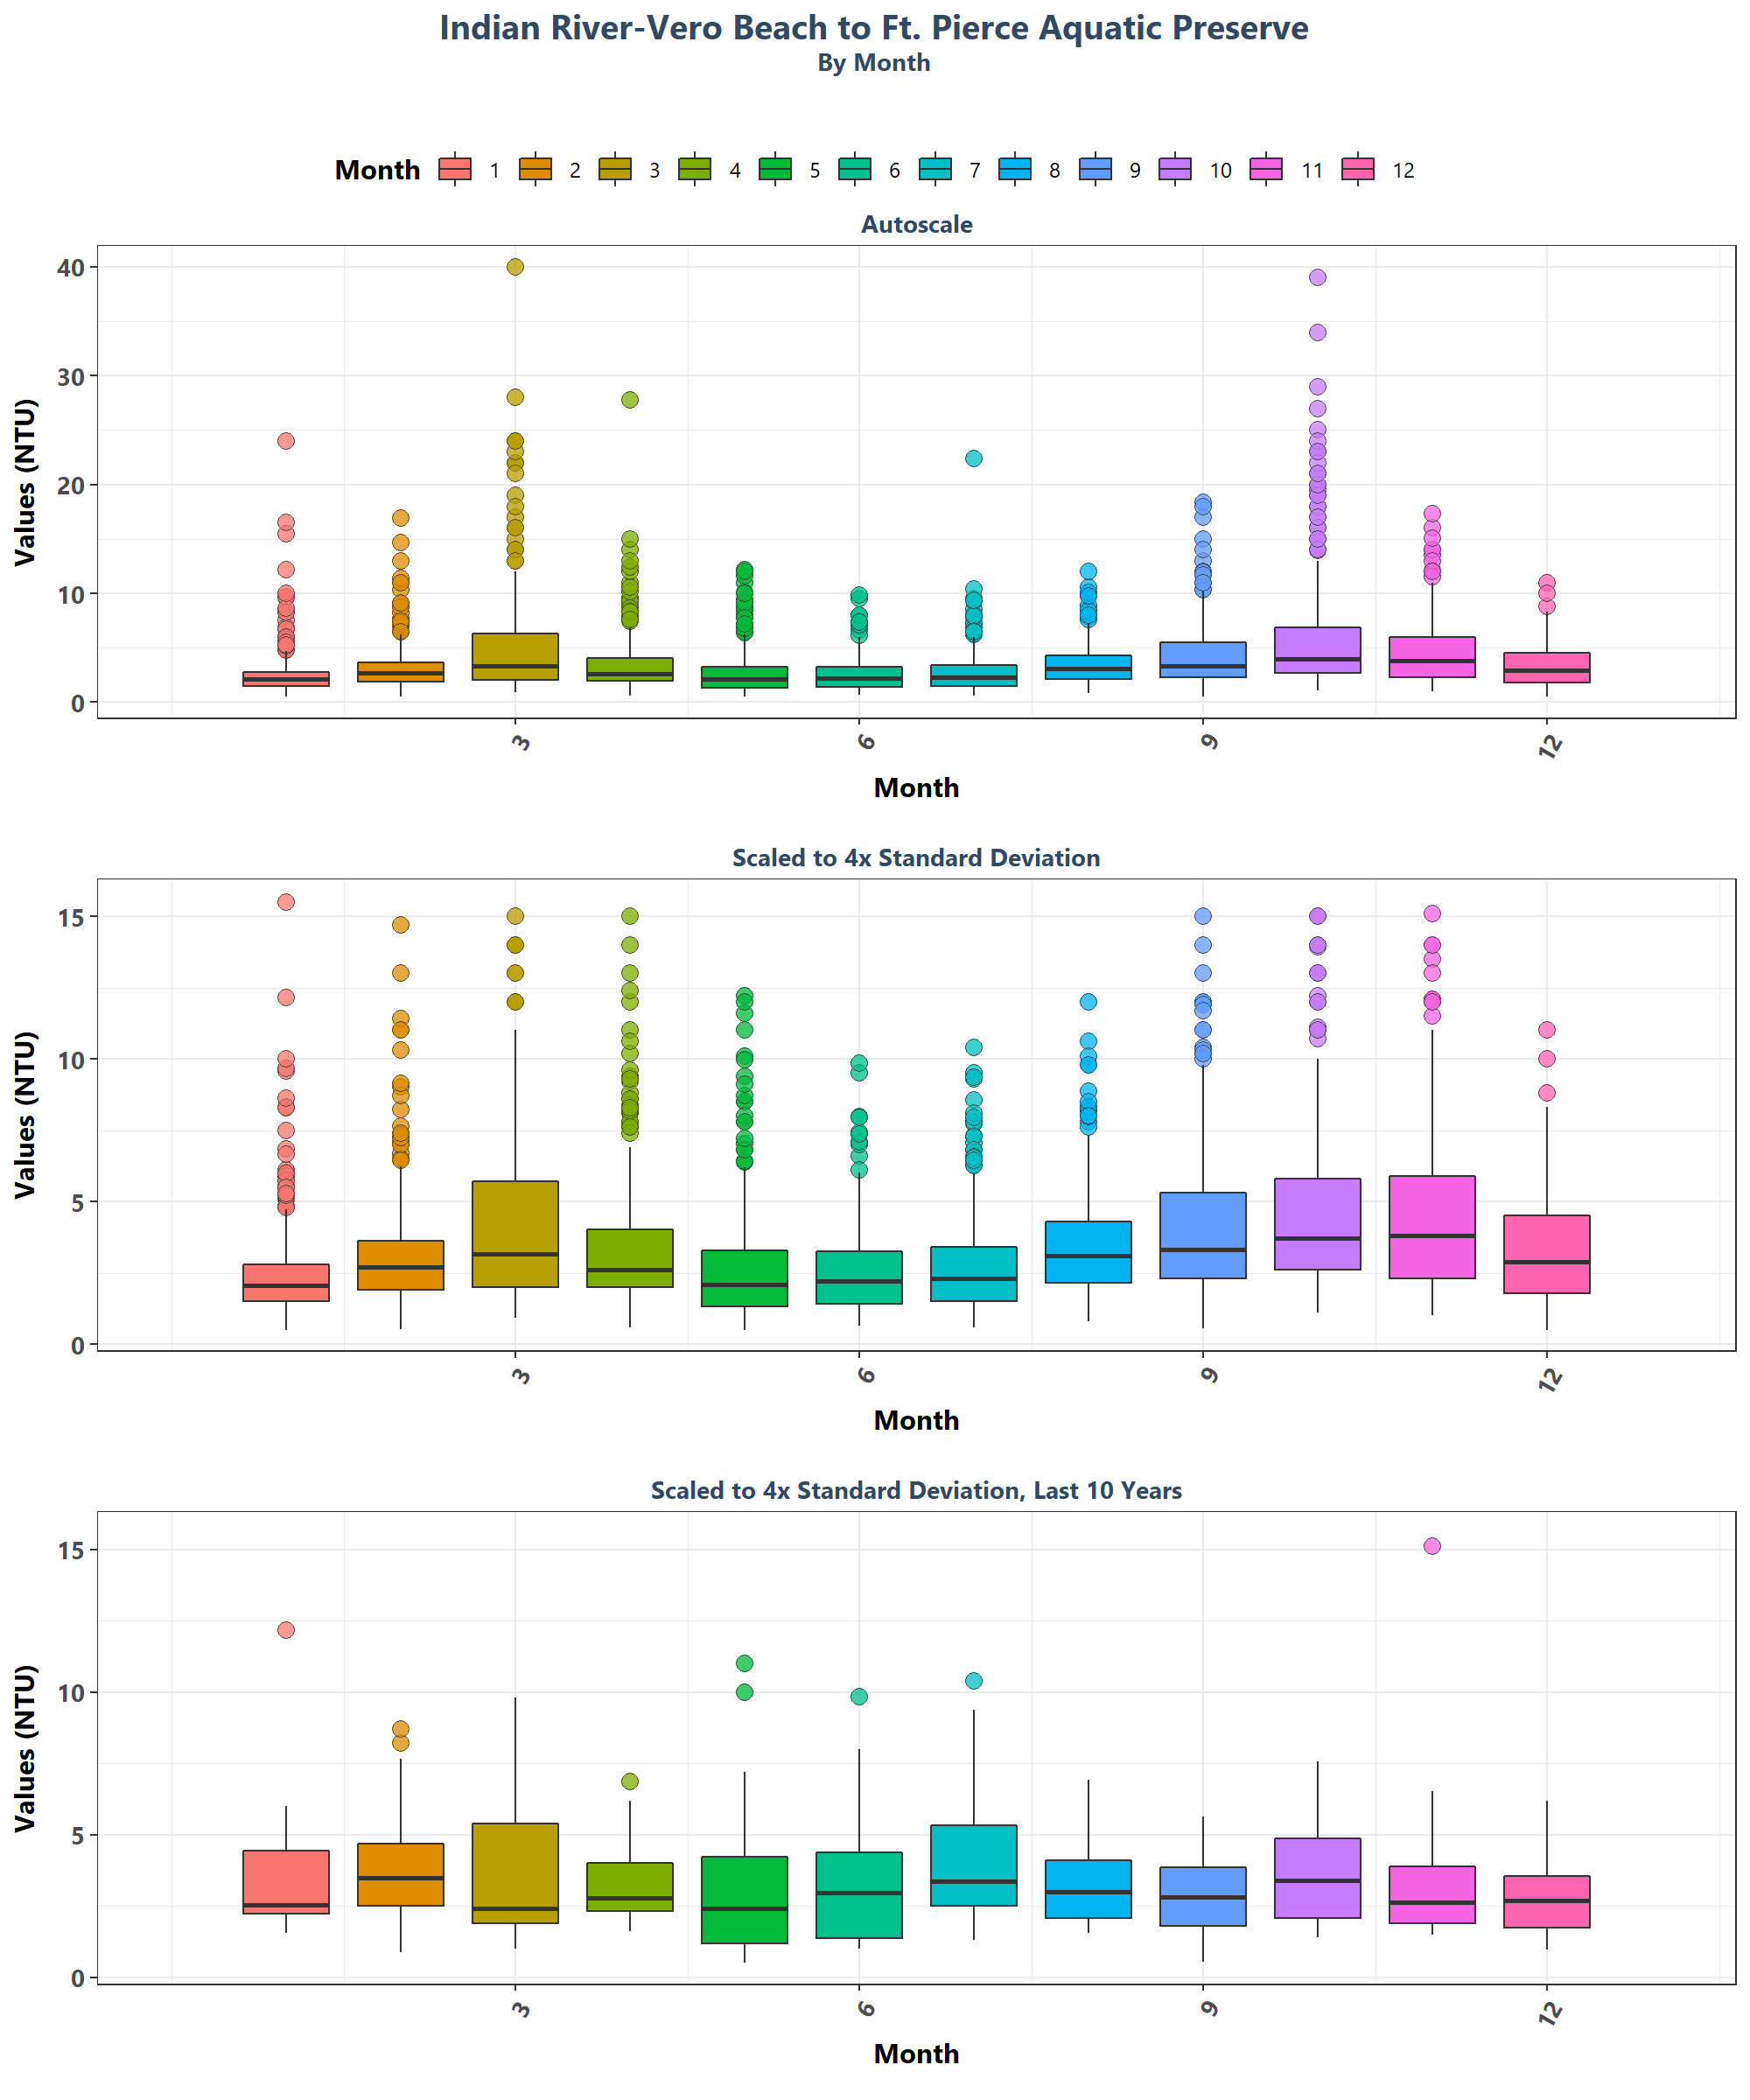 Indian River-Vero Beach to Ft. Pierce Aquatic Preserve
By Month
Month 1 2 3 4 5 6 7 8 9 10 11 12
Autoscale
Values (NTU)
40
30
20
10
0
3 6 9 12
Month
Scaled to 4x Standard Deviation
Values (NTU)
15
10
5
0
3 6 9 12
Month
Scaled to 4x Standard Deviation, Last 10 Years
Values (NTU)
15
10
5
0
3 6 9 12
Month